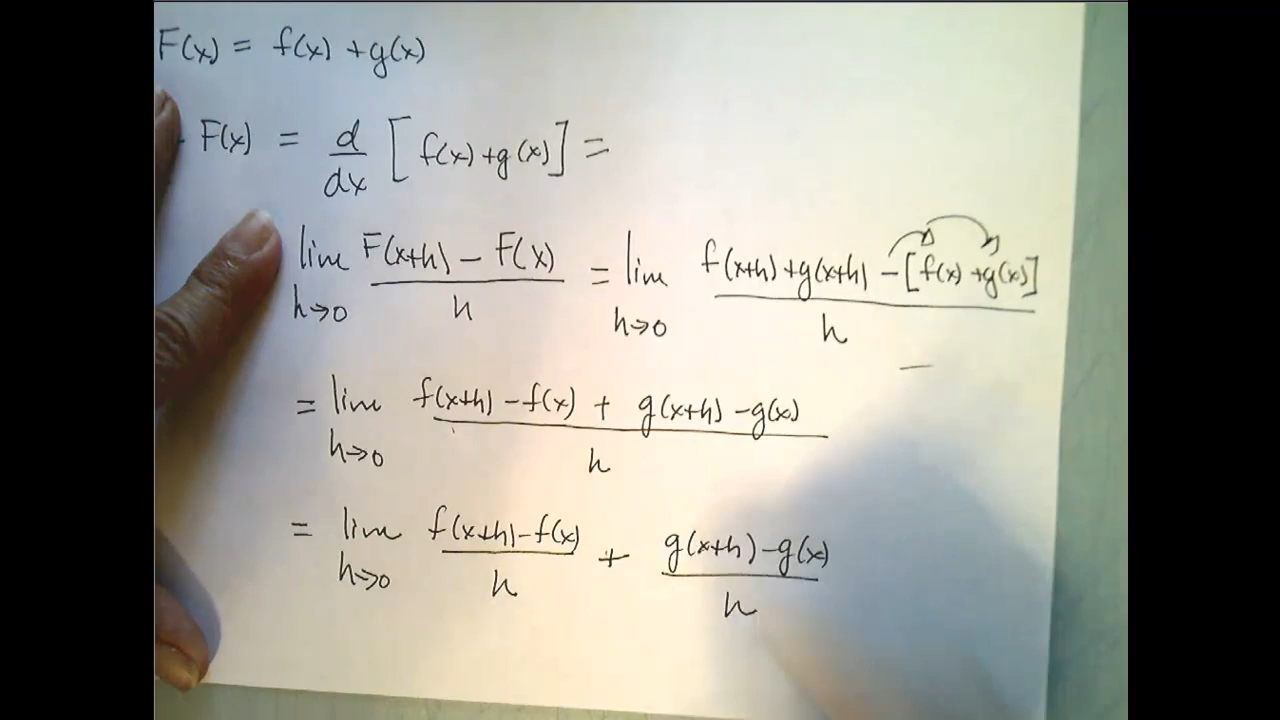 F(x) = f(x) + g(x)
F(x) = d/dx [f(x) + g(x)] =
lim h→0 F(x+h) - F(x) / h = lim h→0 f(x+h) + g(x+h) - [f(x) + g(x)] / h
= lim h→0 f(x+h) - f(x) + g(x+h) - g(x) / h
= lim h→0 f(x+h) - f(x) / h + g(x+h) - g(x) / h